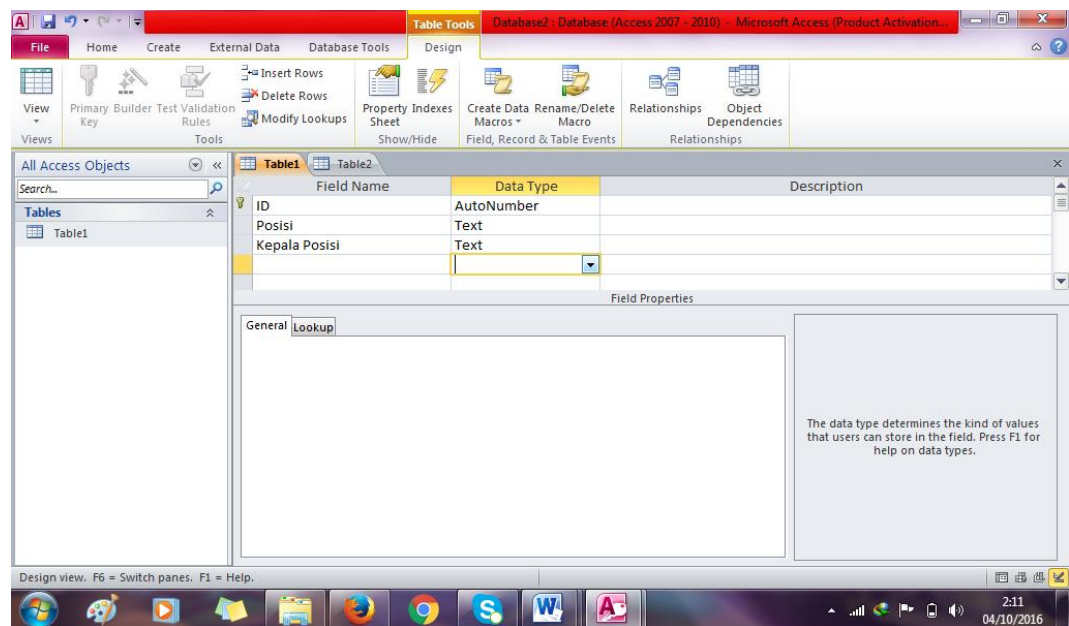 Table Tools Database2 : Database (Access 2007 - 2010) - Microsoft Access (Product Activation...
File Home Create External Data Database Tools Design
View Primary Key Builder Test Validation Rules Insert Rows Delete Rows Modify Lookups Property Sheet Indexes Create Data Macros Rename/Delete Macro Relationships Object Dependencies
Views Tools Show/Hide Field, Record & Table Events Relationships
All Access Objects
Search...
Tables
Table1
Table1 Table2
Field Name Data Type Description
ID AutoNumber
Posisi Text
Kepala Posisi Text
Field Properties
General Lookup
The data type determines the kind of values
that users can store in the field. Press F1 for
help on data types.
Design view. F6 = Switch panes. F1 = Help.
2:11
04/10/2016